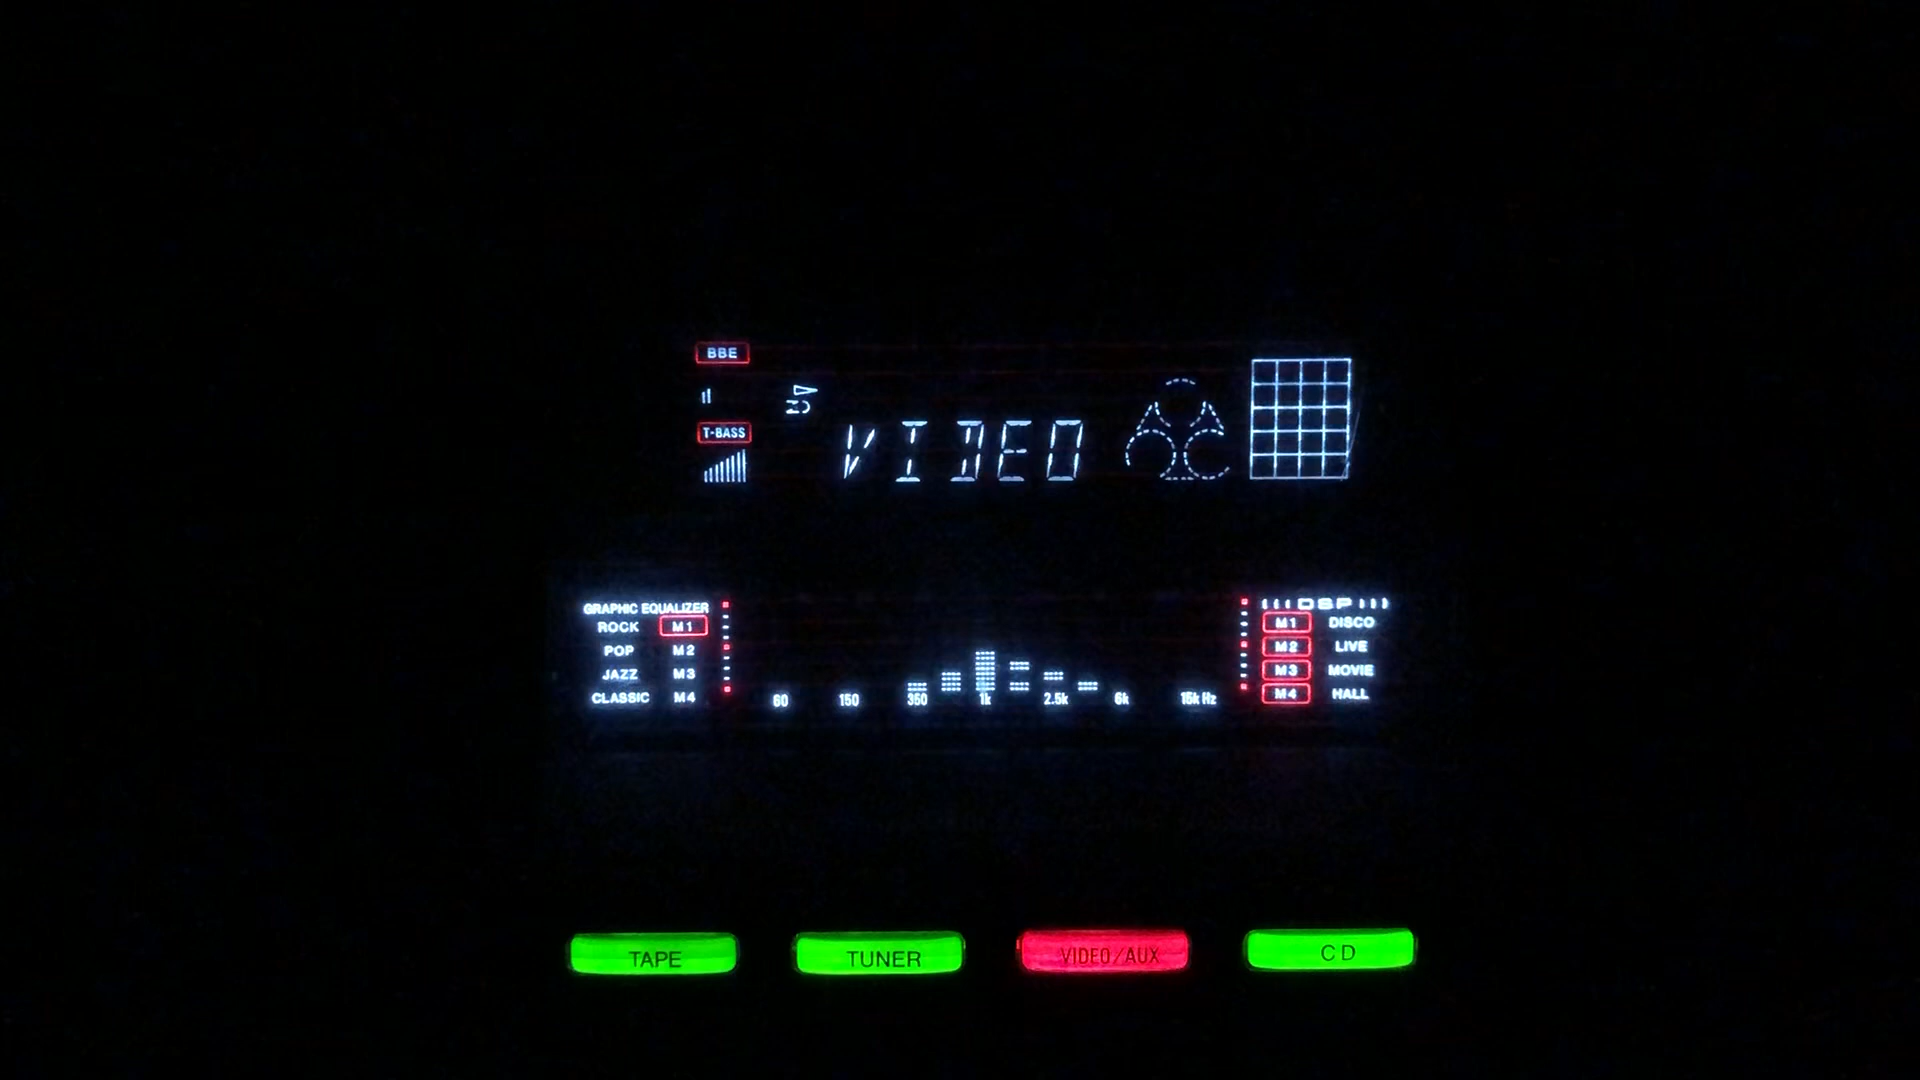 BBE
T-BASS
VIDEO
GRAPHIC EQUALIZER
ROCK M1
POP M2
JAZZ M3
CLASSIC M4
60 150 350 1k 2.5k 6k 15k Hz
DSP
M1 DISCO
M2 LIVE
M3 MOVIE
M4 HALL
TAPE TUNER VIDEO/AUX CD